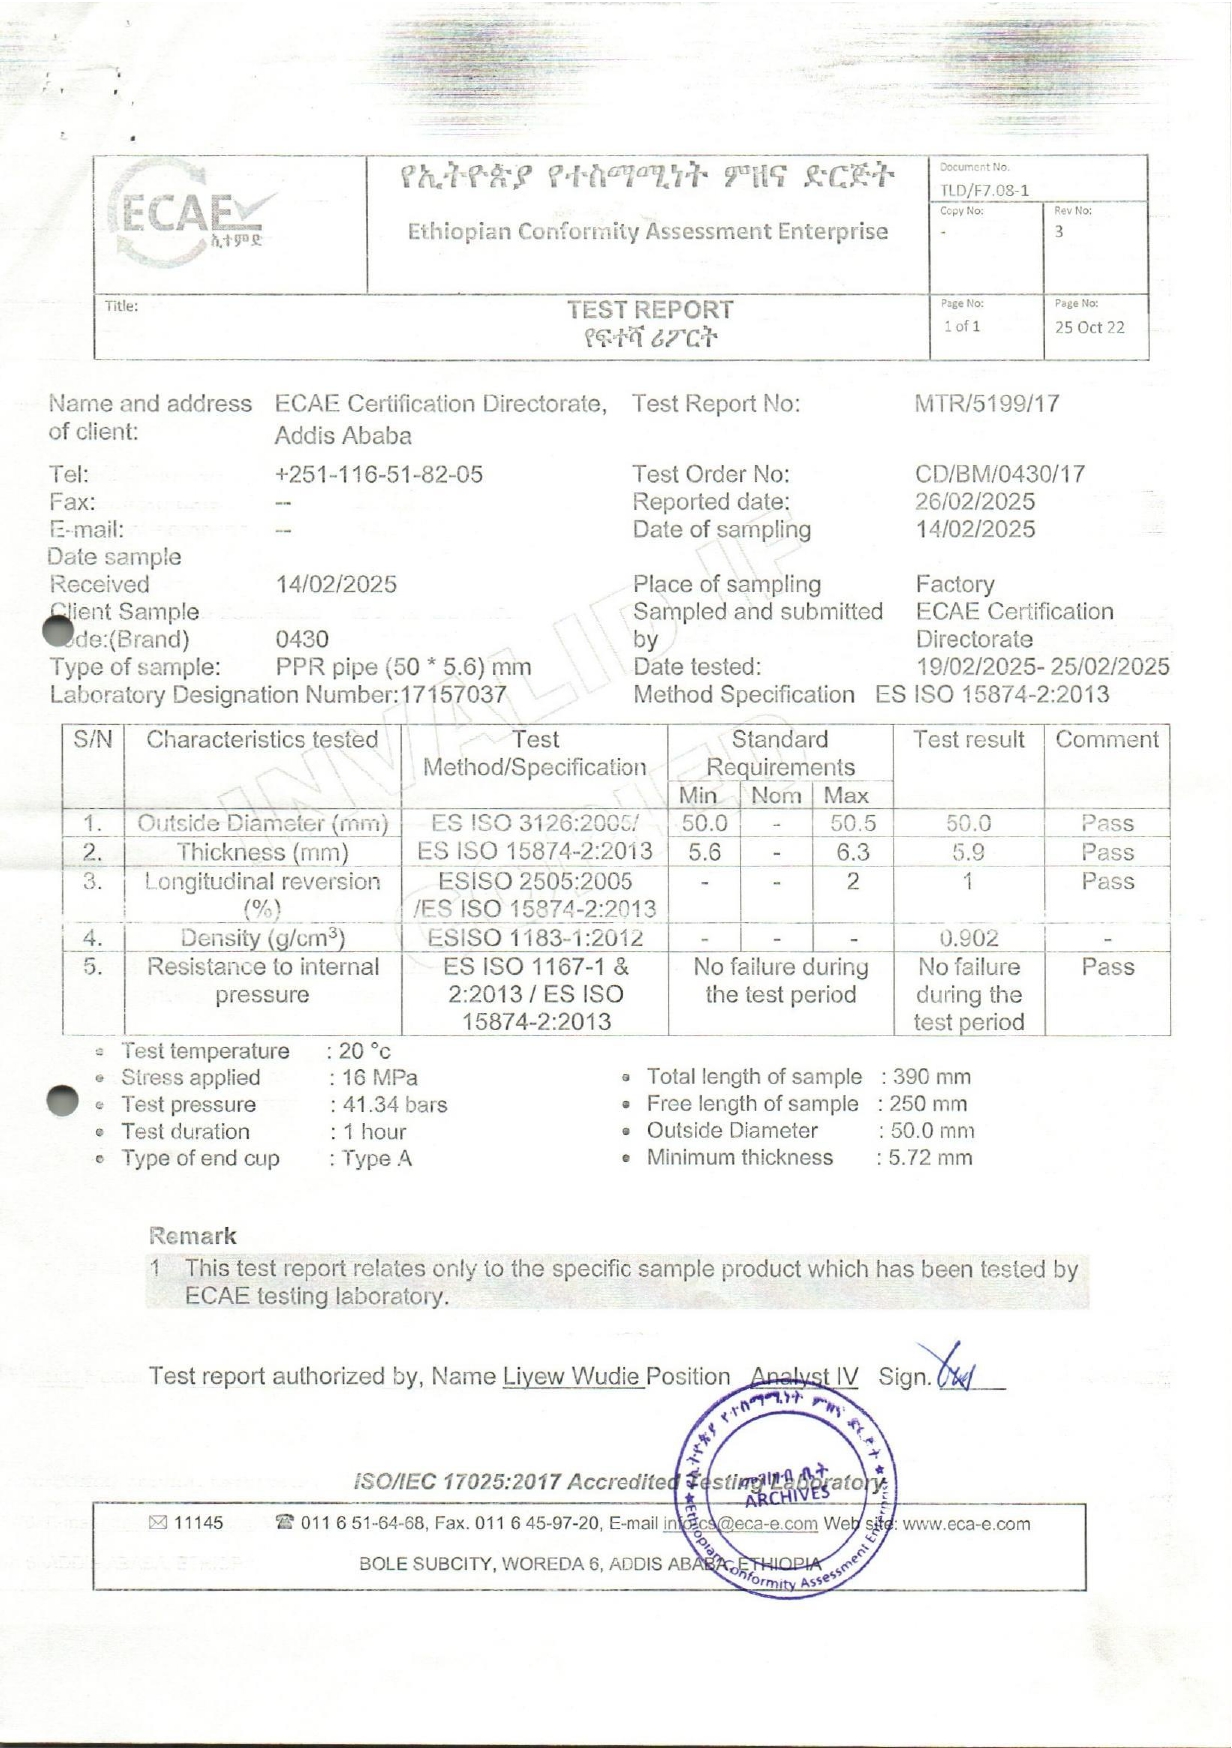 ECAE
ኢተምድ
የኢትዮጵያ የተስማሚነት ምዘና ድርጅት
Ethiopian Conformity Assessment Enterprise
Document No.
TLD/F7.08-1
Copy No: Rev No:
- 3
Title: TEST REPORT
የፍተሻ ሪፖርት
Page No: Page No:
1 of 1 25 Oct 22
Name and address ECAE Certification Directorate, Test Report No: MTR/5199/17
of client: Addis Ababa
Tel: +251-116-51-82-05 Test Order No: CD/BM/0430/17
Fax: -- Reported date: 26/02/2025
E-mail: -- Date of sampling 14/02/2025
Date sample
Received 14/02/2025 Place of sampling Factory
Client Sample Sampled and submitted ECAE Certification
de:(Brand) 0430 by Directorate
Type of sample: PPR pipe (50 * 5.6) mm Date tested: 19/02/2025- 25/02/2025
Laboratory Designation Number:17157037 Method Specification ES ISO 15874-2:2013
INVALID IF
COPIED
S/N Characteristics tested Test Standard Test result Comment
Method/Specification Requirements
Min Nom Max
1. Outside Diameter (mm) ES ISO 3126:2005/ 50.0 - 50.5 50.0 Pass
2. Thickness (mm) ES ISO 15874-2:2013 5.6 - 6.3 5.9 Pass
3. Longitudinal reversion ESISO 2505:2005 - - 2 1 Pass
(%) /ES ISO 15874-2:2013
4. Density (g/cm³) ESISO 1183-1:2012 - - - 0.902 -
5. Resistance to internal ES ISO 1167-1 & No failure during No failure Pass
pressure 2:2013 / ES ISO the test period during the
15874-2:2013 test period
Test temperature : 20 °c
Stress applied : 16 MPa Total length of sample : 390 mm
Test pressure : 41.34 bars Free length of sample : 250 mm
Test duration : 1 hour Outside Diameter : 50.0 mm
Type of end cup : Type A Minimum thickness : 5.72 mm
Remark
1 This test report relates only to the specific sample product which has been tested by
ECAE testing laboratory.
Test report authorized by, Name Liyew Wudie Position Analyst IV Sign.
ISO/IEC 17025:2017 Accredited Testing Laboratory
የኢትዮጵያ የተስማሚነት ምዘና ድርጅት
መዝገብ ቤት
ARCHIVES
Ethiopian Conformity Assessment Enterprise
11145 011 6 51-64-68, Fax. 011 6 45-97-20, E-mail info.cs@eca-e.com Web site: www.eca-e.com
BOLE SUBCITY, WOREDA 6, ADDIS ABABA ETHIOPIA